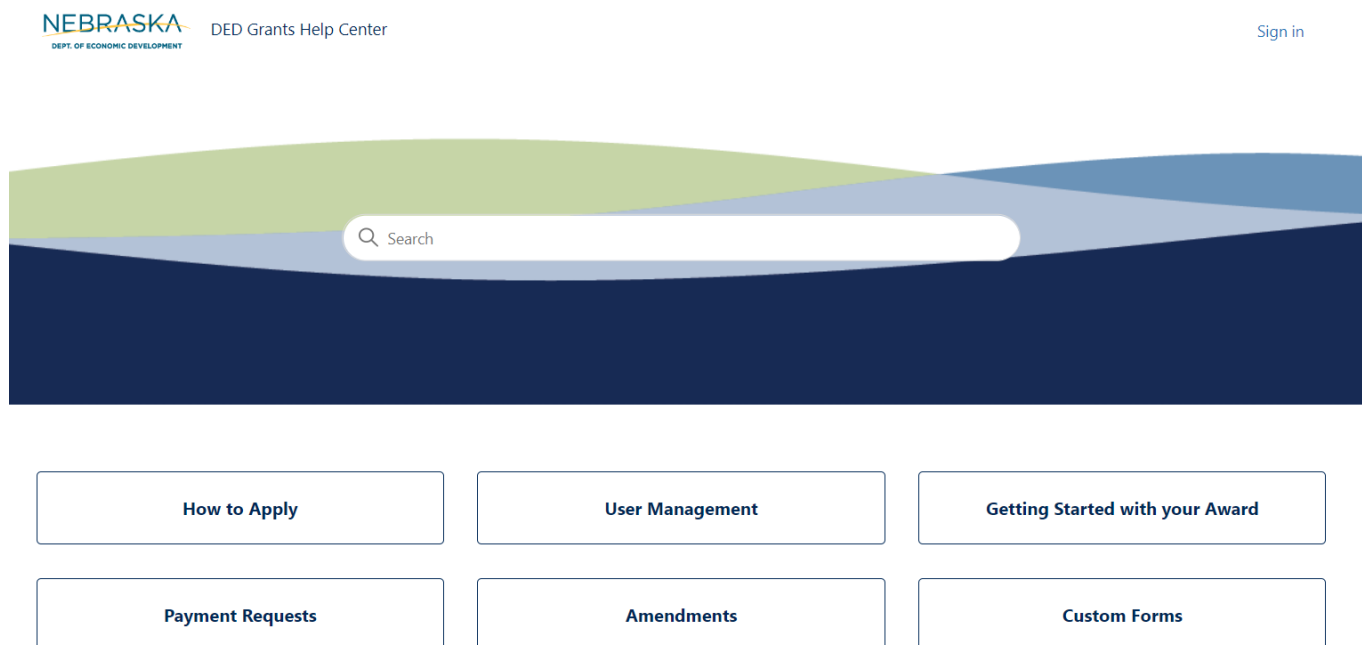 NEBRASKA
DEPT. OF ECONOMIC DEVELOPMENT
DED Grants Help Center
Sign in
Search
How to Apply
User Management
Getting Started with your Award
Payment Requests
Amendments
Custom Forms